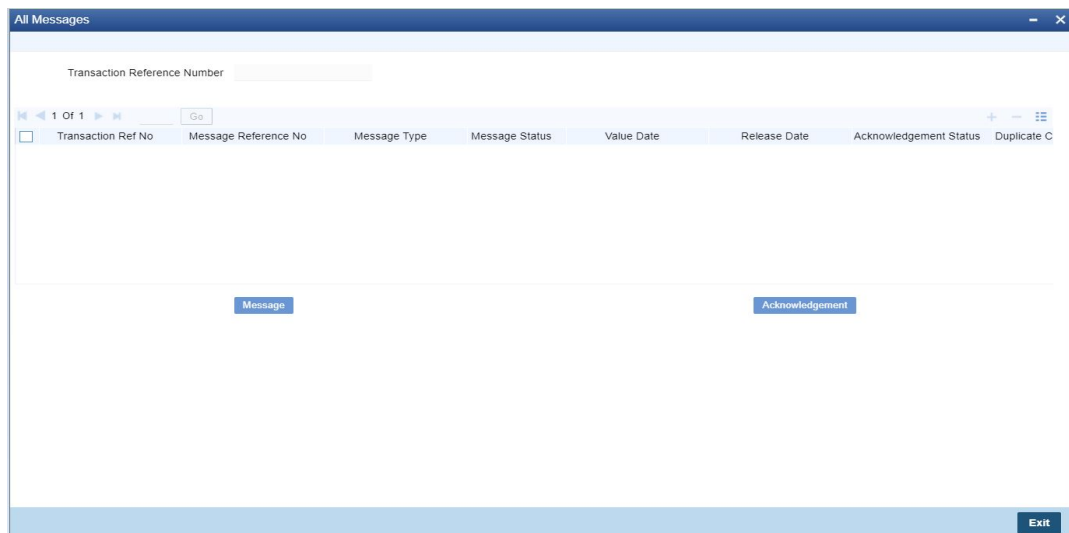 All Messages
Transaction Reference Number
1 Of 1 Go
Transaction Ref No Message Reference No Message Type Message Status Value Date Release Date Acknowledgement Status Duplicate C
Message Acknowledgement
Exit